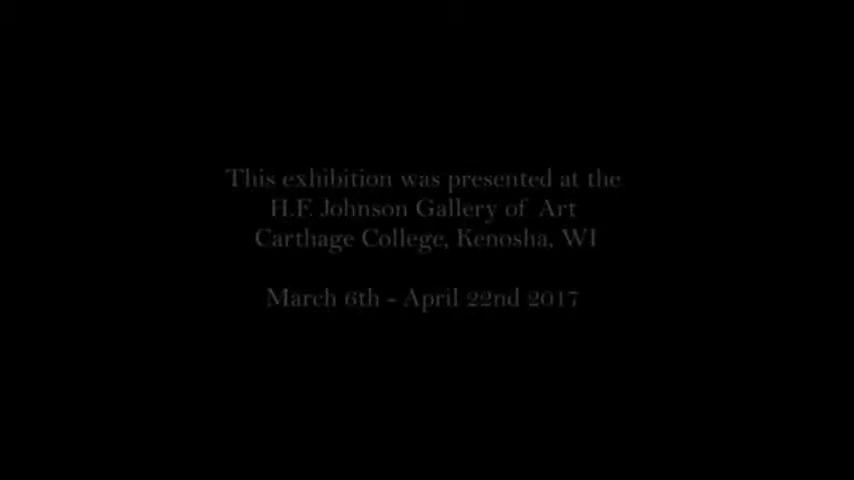 This exhibition was presented at the
H.F. Johnson Gallery of Art
Carthage College, Kenosha, WI
March 6th - April 22nd 2017